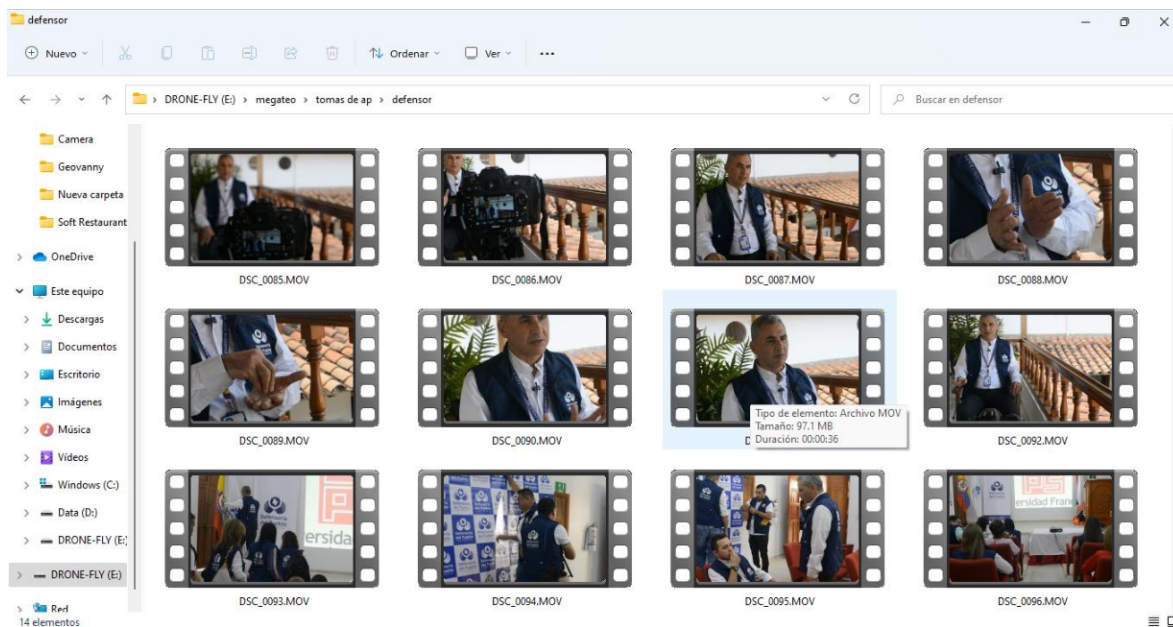 defensor
Nuevo
Ordenar
Ver
DRONE-FLY (E:) > megateo > tomas de ap > defensor
Buscar en defensor
Camera
Geovanny
Nueva carpeta
Soft Restaurant
OneDrive
Este equipo
Descargas
Documentos
Escritorio
Imágenes
Música
Vídeos
Windows (C:)
Data (D:)
DRONE-FLY (E:
DRONE-FLY (E:)
Red
DSC_0085.MOV
DSC_0086.MOV
DSC_0087.MOV
DSC_0088.MOV
DSC_0089.MOV
DSC_0090.MOV
Tipo de elemento: Archivo MOV
Tamaño: 97.1 MB
Duración: 00:00:36
D
DSC_0092.MOV
ersida
ersidad Fran
DSC_0093.MOV
DSC_0094.MOV
DSC_0095.MOV
DSC_0096.MOV
14 elementos